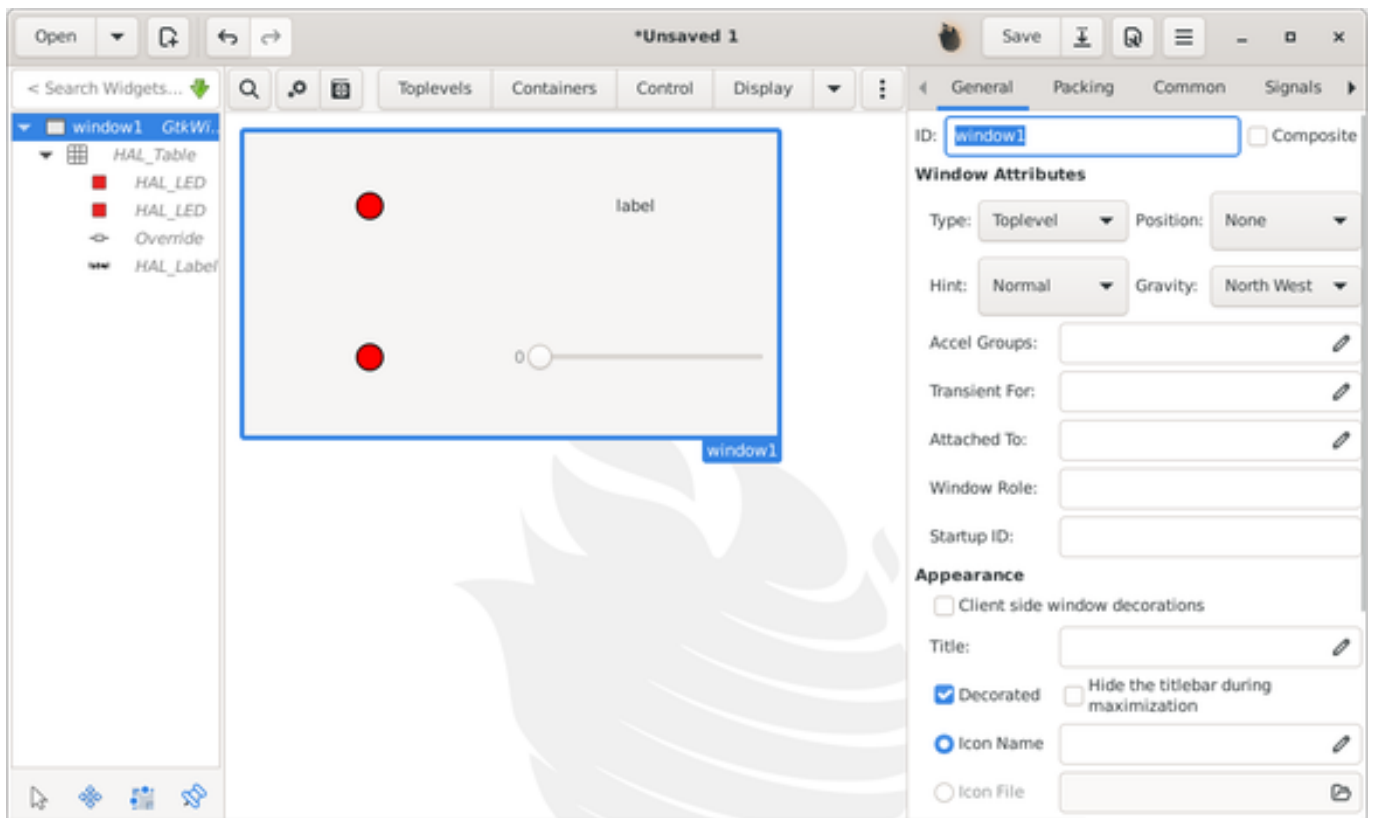 Open
*Unsaved 1
Save
< Search Widgets...
Toplevels Containers Control Display
General Packing Common Signals
window1 GtkWi..
HAL_Table
HAL_LED
HAL_LED
Override
HAL_Label
label
0
window1
ID: window1 Composite
Window Attributes
Type: Toplevel Position: None
Hint: Normal Gravity: North West
Accel Groups:
Transient For:
Attached To:
Window Role:
Startup ID:
Appearance
Client side window decorations
Title:
Decorated Hide the titlebar during
maximization
Icon Name
Icon File